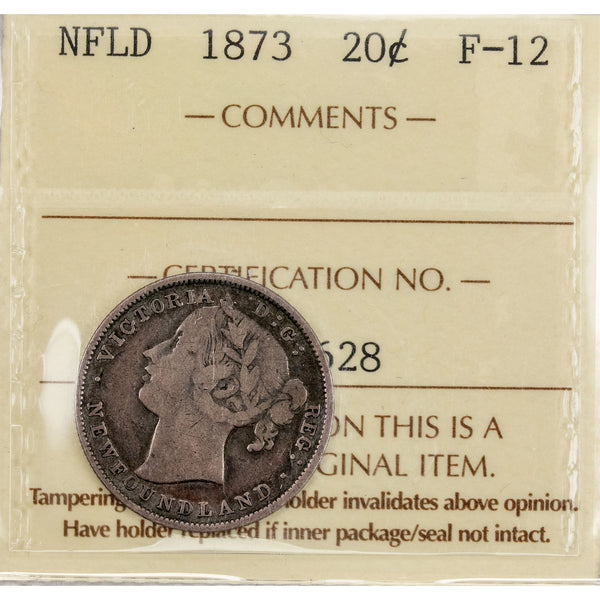 NFLD 1873 20¢ F-12
— COMMENTS —
— CERTIFICATION NO. —
628
ON THIS IS A
GINAL ITEM.
Tampering older invalidates above opinion.
Have holder replaced if inner package/seal not intact.
· VICTORIA · D: G: REG: ·
NEWFOUNDLAND